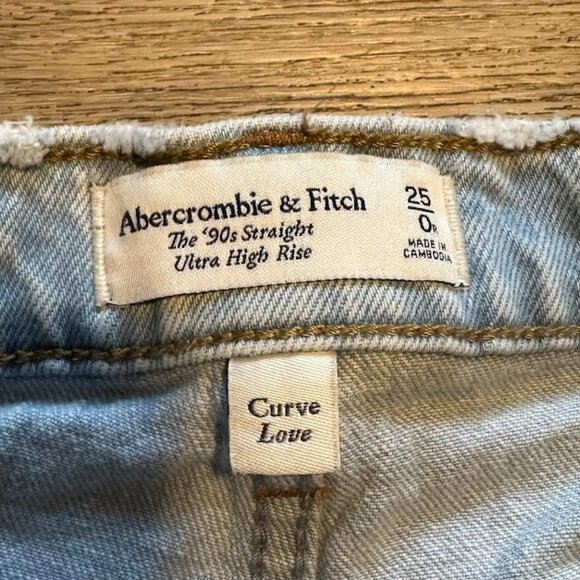 Abercrombie & Fitch
The '90s Straight
Ultra High Rise
25
0R
MADE IN
CAMBODIA
Curve
Love